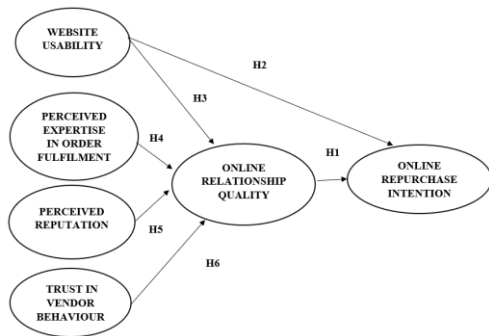 WEBSITE
USABILITY
H2
H3
PERCEIVED
EXPERTISE
IN ORDER
FULFILMENT
H4
ONLINE
RELATIONSHIP
QUALITY
H1
ONLINE
REPURCHASE
INTENTION
PERCEIVED
REPUTATION
H5
H6
TRUST IN
VENDOR
BEHAVIOUR